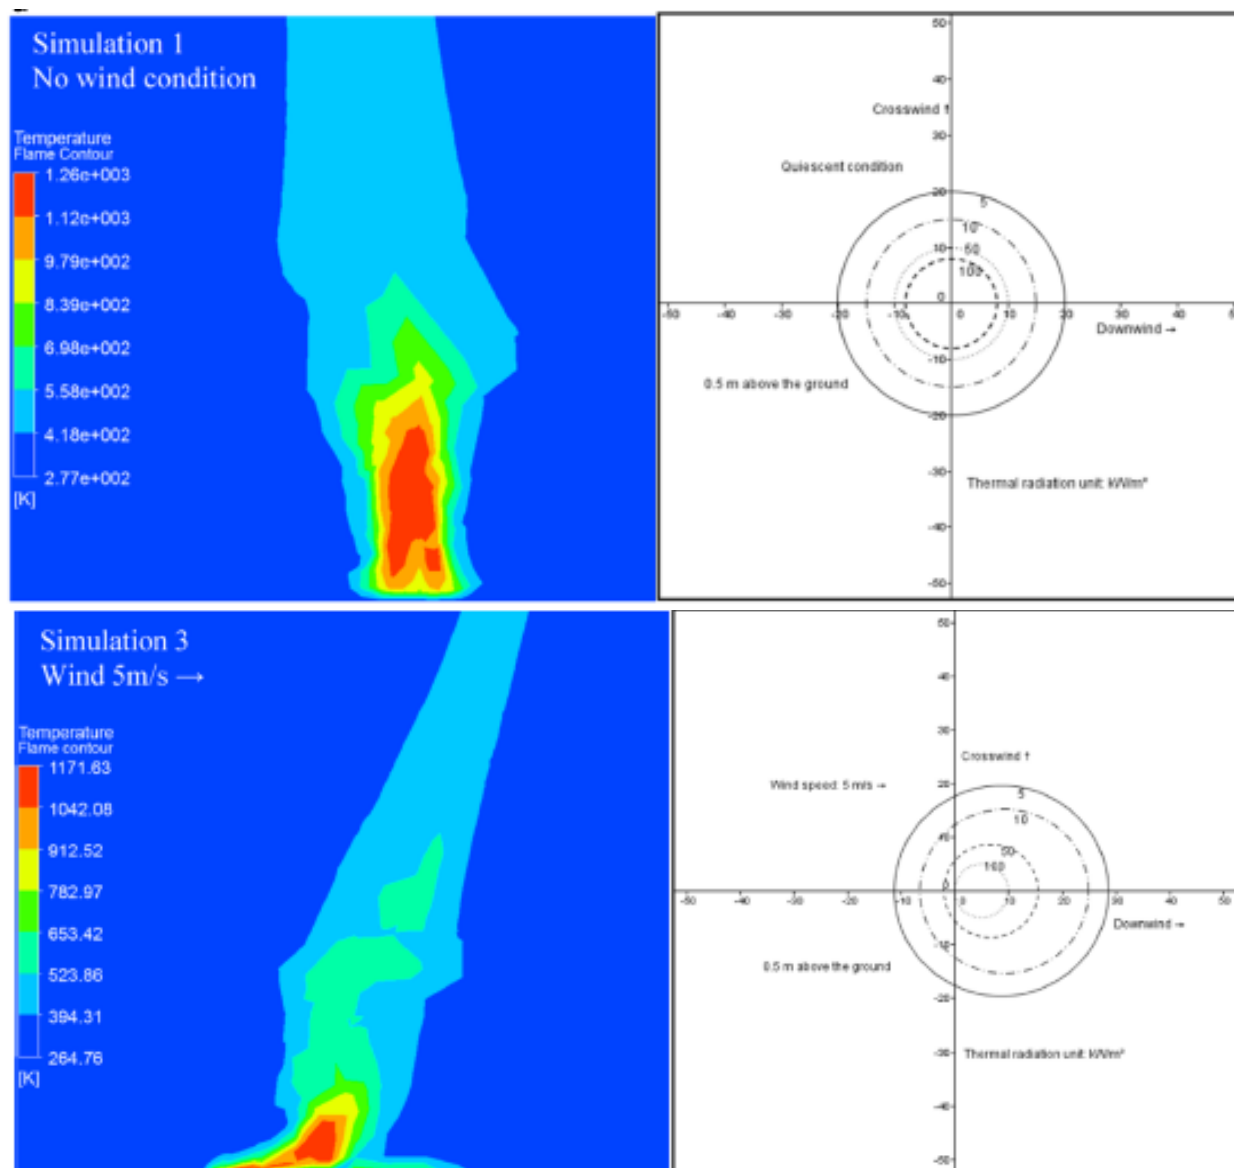 Simulation 1
No wind condition
Temperature
Flame Contour
1.26e+003
1.12e+003
9.79e+002
8.39e+002
6.98e+002
5.58e+002
4.18e+002
2.77e+002
[K]
50
40
Crosswind ↑
30
Quiescent condition
20
5
10
10
50
100
0
-50 -40 -30 -20 -10 0 10 20 30 40 50
Downwind →
-10
0.5 m above the ground
-20
-30
Thermal radiation unit: kW/m²
-40
-50
Simulation 3
Wind 5m/s →
Temperature
Flame contour
1171.63
1042.08
912.52
782.97
653.42
523.86
394.31
264.76
[K]
50
40
30
Crosswind ↑
Wind speed: 5 m/s →
20
5
10
10
50
100
0
-50 -40 -30 -20 -10 0 10 20 30 40 50
Downwind →
-10
0.5 m above the ground
-20
-30
Thermal radiation unit: kW/m²
-40
-50